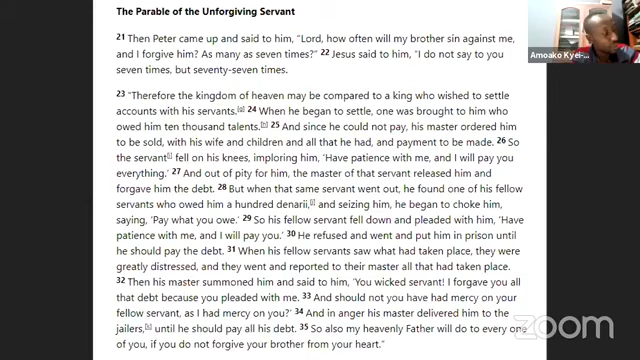 The Parable of the Unforgiving Servant
21 Then Peter came up and said to him, “Lord, how often will my brother sin against me,
and I forgive him? As many as seven times?” 22 Jesus said to him, “I do not say to you
seven times, but seventy-seven times.
23 “Therefore the kingdom of heaven may be compared to a king who wished to settle
accounts with his servants.[g] 24 When he began to settle, one was brought to him who
owed him ten thousand talents.[h] 25 And since he could not pay, his master ordered him
to be sold, with his wife and children and all that he had, and payment to be made. 26 So
the servant[i] fell on his knees, imploring him, ‘Have patience with me, and I will pay you
everything.’ 27 And out of pity for him, the master of that servant released him and
forgave him the debt. 28 But when that same servant went out, he found one of his fellow
servants who owed him a hundred denarii,[j] and seizing him, he began to choke him,
saying, ‘Pay what you owe.’ 29 So his fellow servant fell down and pleaded with him, ‘Have
patience with me, and I will pay you.’ 30 He refused and went and put him in prison until
he should pay the debt. 31 When his fellow servants saw what had taken place, they were
greatly distressed, and they went and reported to their master all that had taken place.
32 Then his master summoned him and said to him, ‘You wicked servant! I forgave you all
that debt because you pleaded with me. 33 And should not you have had mercy on your
fellow servant, as I had mercy on you?’ 34 And in anger his master delivered him to the
jailers,[k] until he should pay all his debt. 35 So also my heavenly Father will do to every one
of you, if you do not forgive your brother from your heart.”
Amoako Kyei-...
zoom